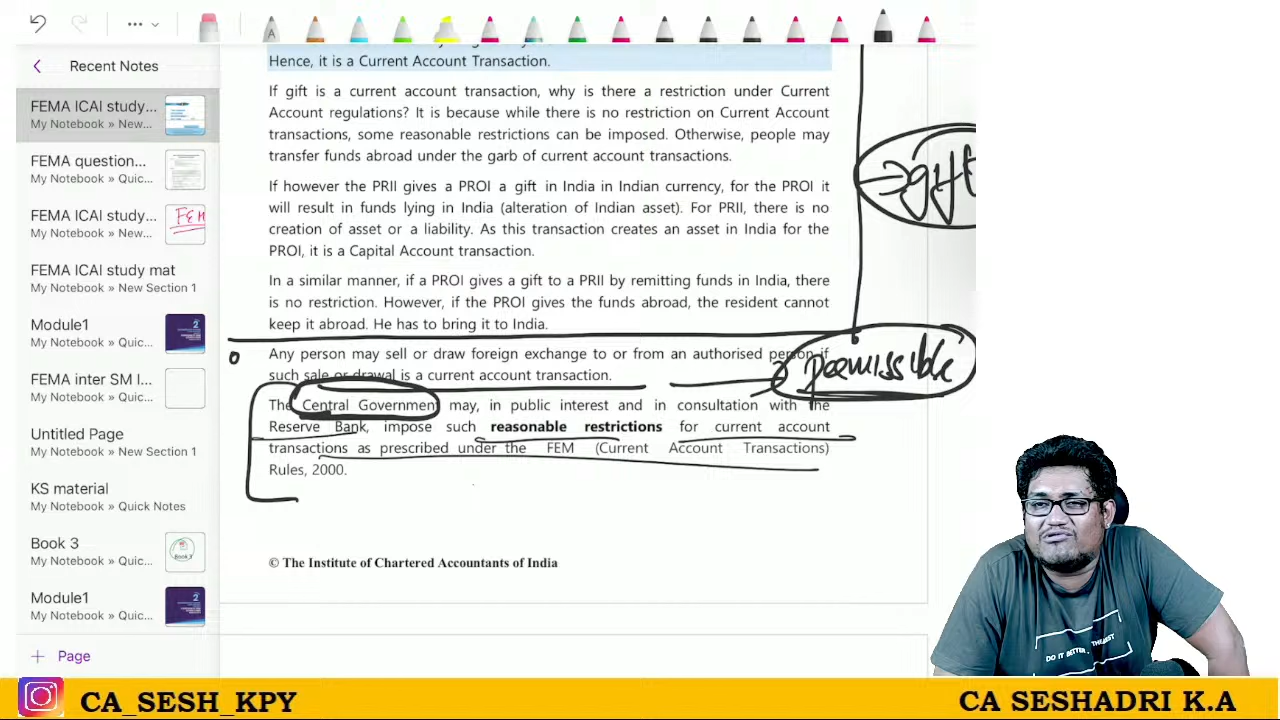 A
Recent Notes
FEMA ICAI study...
My Notebook » New...
FEMA question...
My Notebook » Quic...
FEMA ICAI study...
My Notebook » New...
FEM
FEMA ICAI study mat
My Notebook » New Section 1
Module1
My Notebook » Quic...
2
FEMA inter SM I...
My Notebook » Quic...
Untitled Page
My Notebook » New Section 1
KS material
My Notebook » Quick Notes
Book 3
My Notebook » Quic...
Book 3
Module1
My Notebook » Quic...
2
Page
Hence, it is a Current Account Transaction.
If gift is a current account transaction, why is there a restriction under Current
Account regulations? It is because while there is no restriction on Current Account
transactions, some reasonable restrictions can be imposed. Otherwise, people may
transfer funds abroad under the garb of current account transactions.
If however the PRII gives a PROI a gift in India in Indian currency, for the PROI it
will result in funds lying in India (alteration of Indian asset). For PRII, there is no
creation of asset or a liability. As this transaction creates an asset in India for the
PROI, it is a Capital Account transaction.
In a similar manner, if a PROI gives a gift to a PRII by remitting funds in India, there
is no restriction. However, if the PROI gives the funds abroad, the resident cannot
keep it abroad. He has to bring it to India.
Any person may sell or draw foreign exchange to or from an authorised person if
such sale or drawal is a current account transaction.
The Central Government may, in public interest and in consultation with the
Reserve Bank, impose such reasonable restrictions for current account
transactions as prescribed under the FEM (Current Account Transactions)
Rules, 2000.
© The Institute of Chartered Accountants of India
gift
permissible
DO IT BETTER.
CA_SESH_KPY
CA SESHADRI K.A